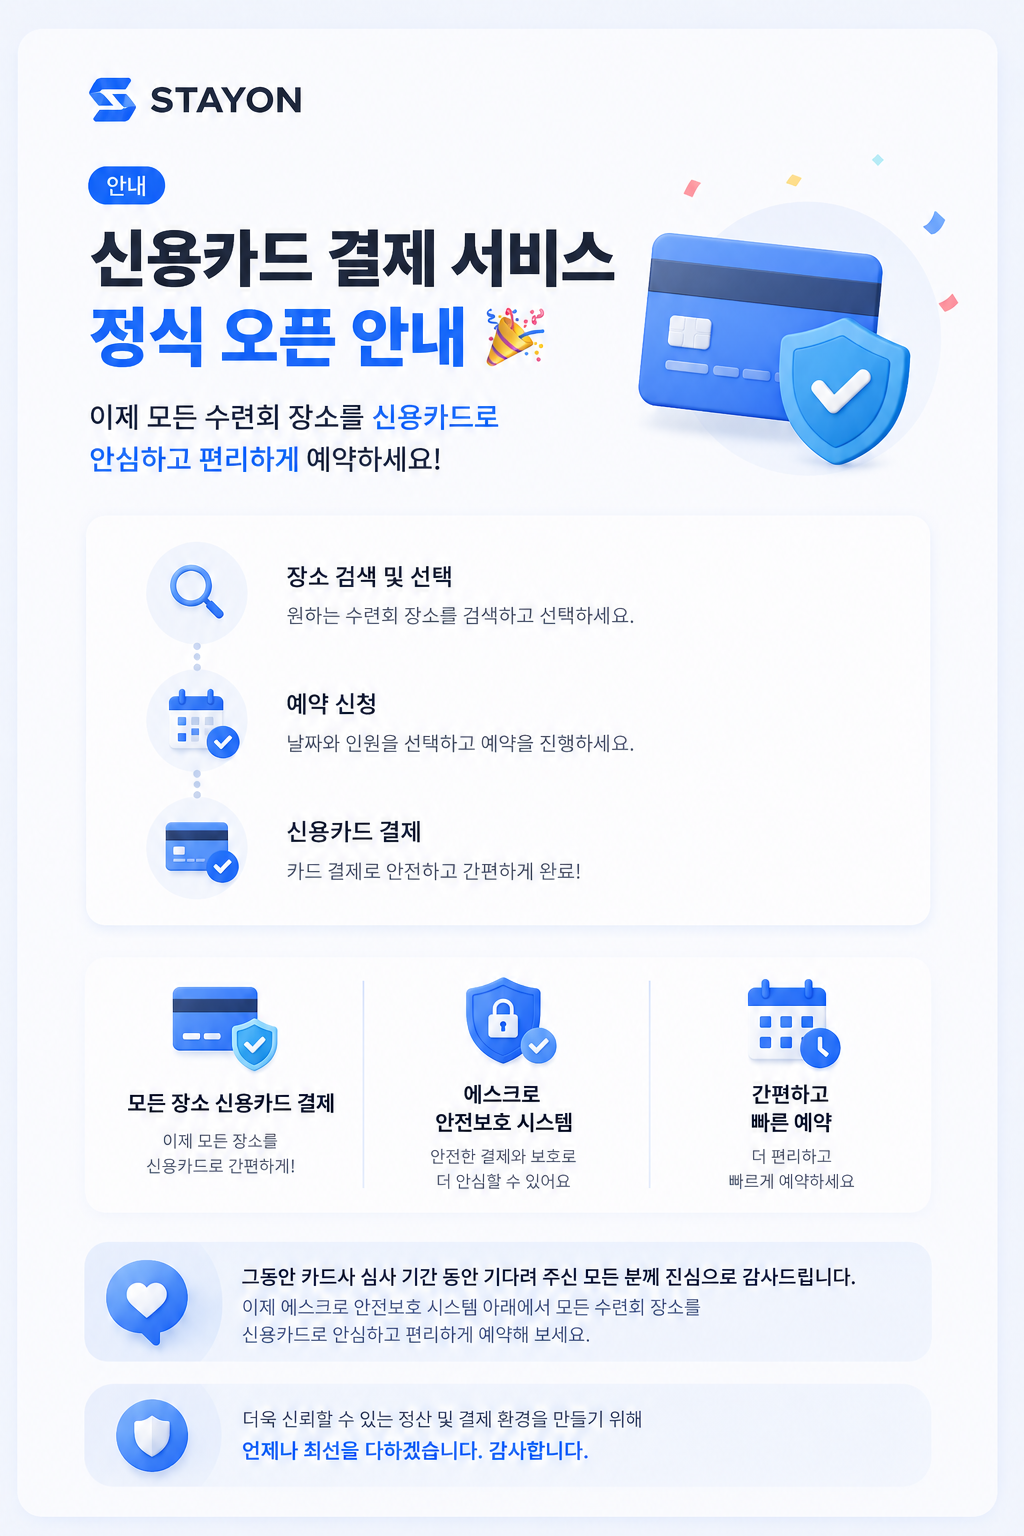 STAYON
안내
신용카드 결제 서비스
정식 오픈 안내
이제 모든 수련회 장소를 신용카드로
안심하고 편리하게 예약하세요!
장소 검색 및 선택
원하는 수련회 장소를 검색하고 선택하세요.
예약 신청
날짜와 인원을 선택하고 예약을 진행하세요.
신용카드 결제
카드 결제로 안전하고 간편하게 완료!
모든 장소 신용카드 결제
이제 모든 장소를
신용카드로 간편하게!
에스크로
안전보호 시스템
안전한 결제와 보호로
더 안심할 수 있어요
간편하고
빠른 예약
더 편리하고
빠르게 예약하세요
그동안 카드사 심사 기간 동안 기다려 주신 모든 분께 진심으로 감사드립니다.
이제 에스크로 안전보호 시스템 아래에서 모든 수련회 장소를
신용카드로 안심하고 편리하게 예약해 보세요.
더욱 신뢰할 수 있는 정산 및 결제 환경을 만들기 위해
언제나 최선을 다하겠습니다. 감사합니다.